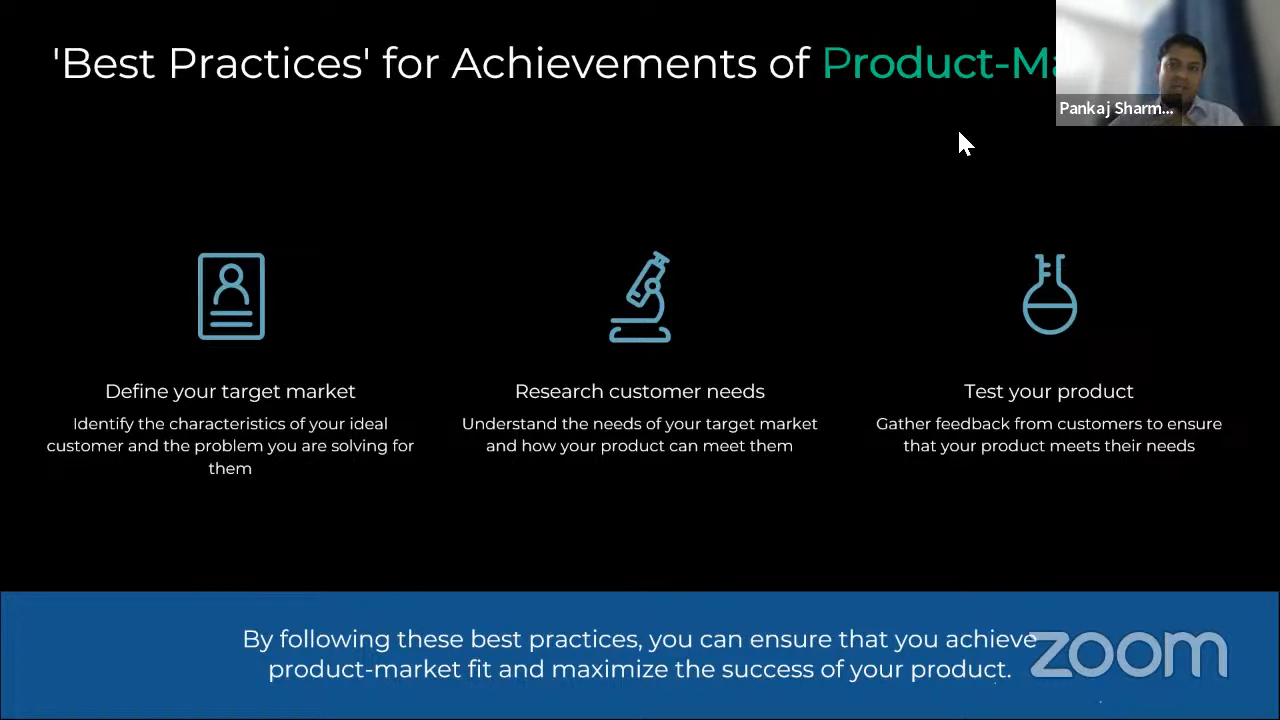 'Best Practices' for Achievements of Product-Ma
Pankaj Sharm...
Define your target market
Identify the characteristics of your ideal
customer and the problem you are solving for
them
Research customer needs
Understand the needs of your target market
and how your product can meet them
Test your product
Gather feedback from customers to ensure
that your product meets their needs
By following these best practices, you can ensure that you achieve
product-market fit and maximize the success of your product.
zoom